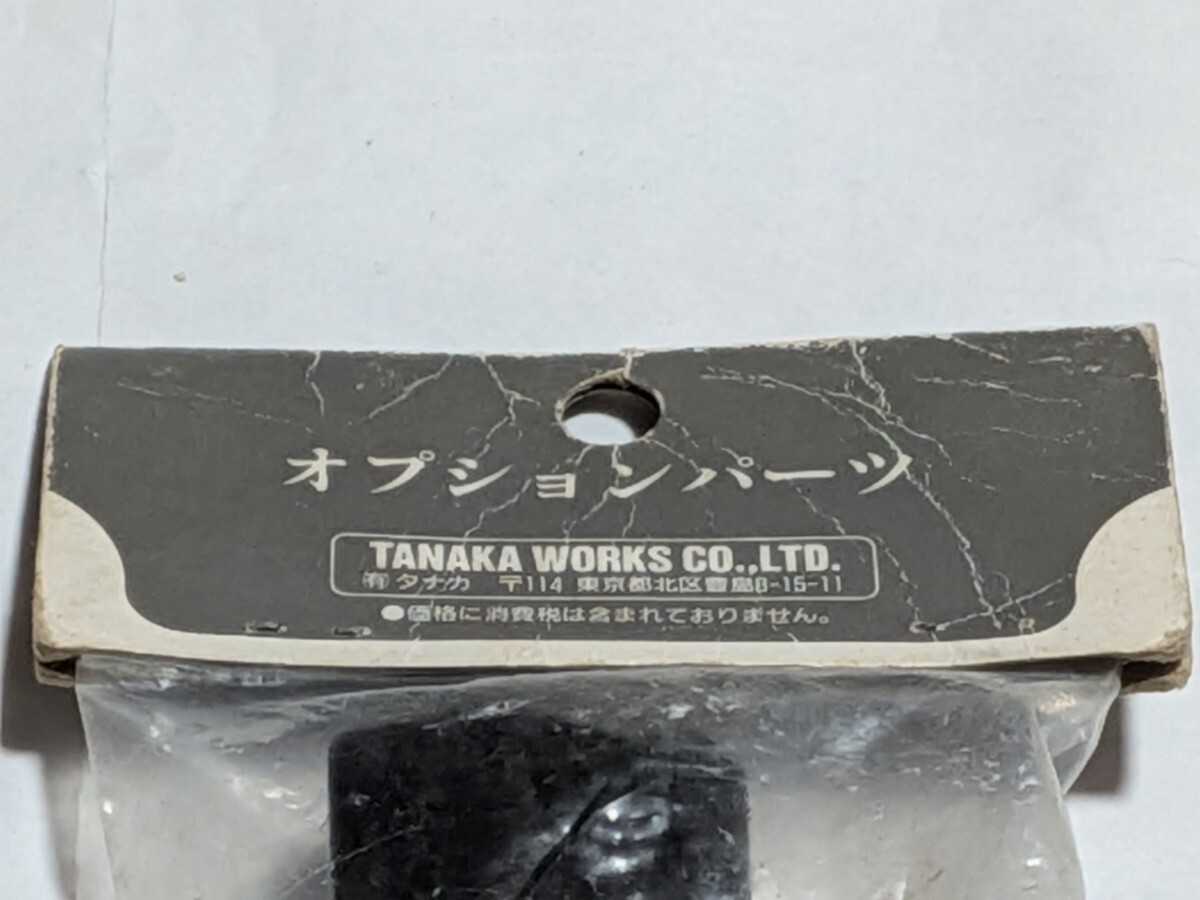 オプションパーツ
TANAKA WORKS CO.,LTD.
㈲タナカ 〒114 東京都北区豊島8-15-11
●価格に消費税は含まれておりません。